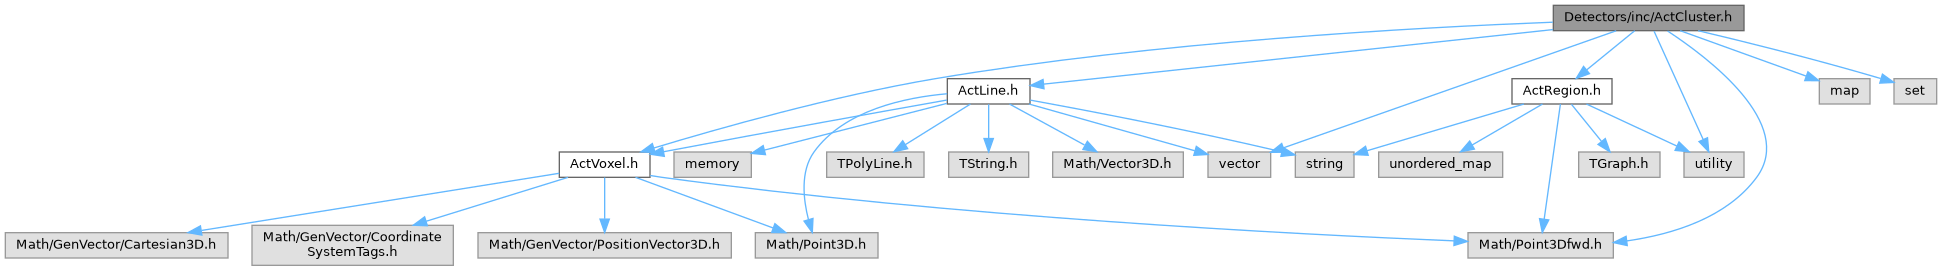 Detectors/inc/ActCluster.h
ActLine.h
ActRegion.h
map
set
ActVoxel.h
memory
TPolyLine.h
TString.h
Math/Vector3D.h
vector
string
unordered_map
TGraph.h
utility
Math/GenVector/Cartesian3D.h
Math/GenVector/Coordinate
SystemTags.h
Math/GenVector/PositionVector3D.h
Math/Point3D.h
Math/Point3Dfwd.h